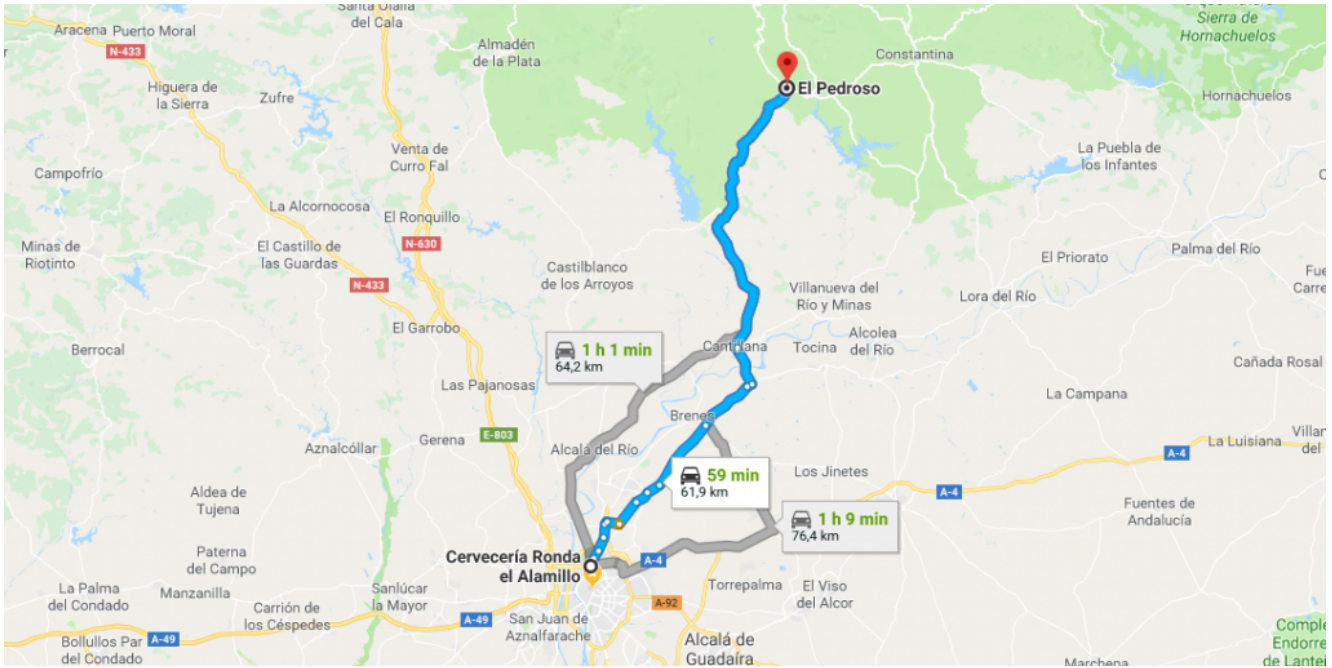 Santa Olalla
del Cala
Sierra de
Hornachuelos
Aracena
Puerto Moral
N-433
Almadén
de la Plata
Constantina
Higuera de
la Sierra
Zufre
El Pedroso
Hornachuelos
Venta de
Curro Fal
La Puebla de
los Infantes
Campofrío
La Alcornocosa
El Ronquillo
Minas de
Riotinto
El Castillo de
las Guardas
N-630
Palma del Río
El Priorato
Castilblanco
de los Arroyos
N-433
Villanueva del
Río y Minas
Lora del Río
El Garrobo
Alcolea
del Río
Berrocal
1 h 1 min
64,2 km
Cantillana
Tocina
Cañada Rosal
Las Pajanosas
La Campana
Brenes
E-803
Aznalcóllar
Gerena
Alcalá del Río
La Luisiana
A-4
59 min
61,9 km
Los Jinetes
A-4
Aldea de
Tujena
1 h 9 min
76,4 km
Fuentes de
Andalucía
Paterna
del Campo
Cervecería Ronda
el Alamillo
A-4
La Palma
del Condado
Manzanilla
Sanlúcar
la Mayor
Torrepalma
El Viso
del Alcor
Carrión de
los Céspedes
A-49
San Juan de
Aznalfarache
A-92
Bollullos Par
del Condado
A-49
Alcalá de
Guadaíra
Marchena